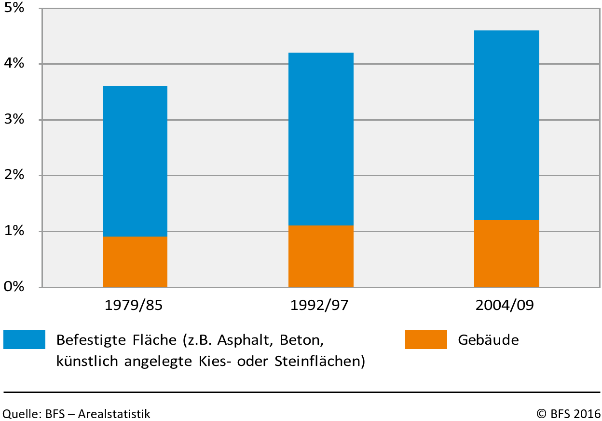 5%
4%
3%
2%
1%
0%
1979/85 1992/97 2004/09
Befestigte Fläche (z.B. Asphalt, Beton,
künstlich angelegte Kies- oder Steinflächen)
Gebäude
Quelle: BFS – Arealstatistik © BFS 2016